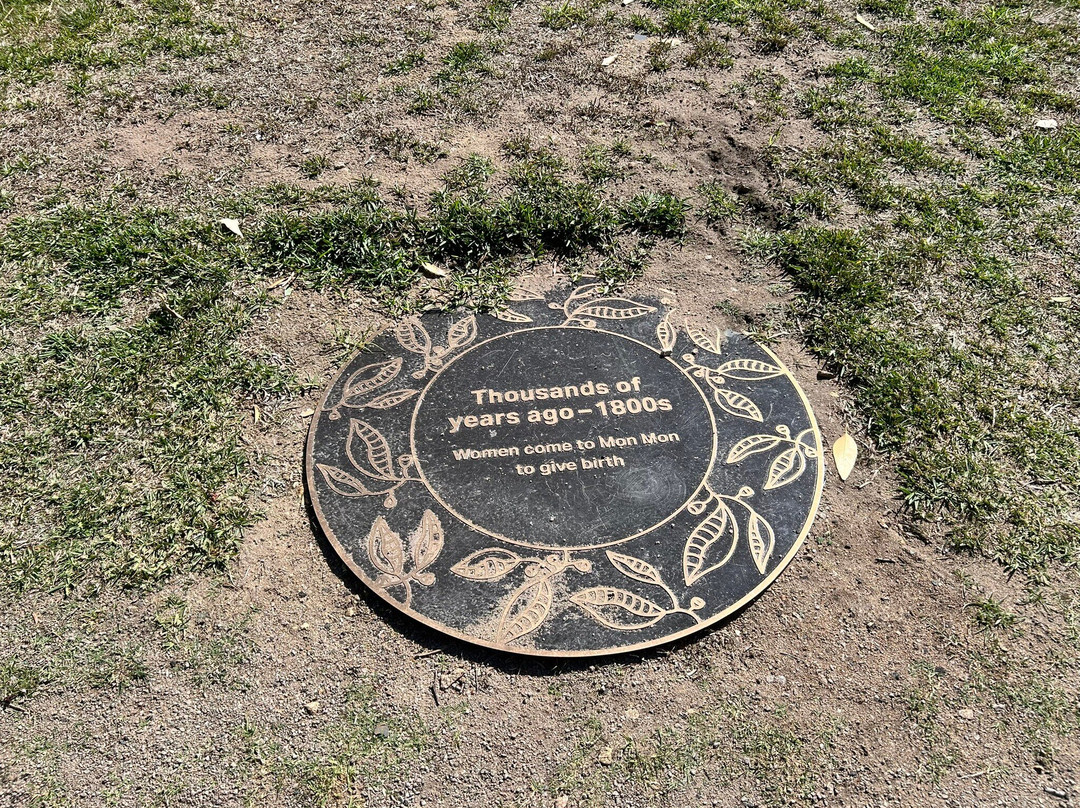 Thousands of
years ago – 1800s
Women come to Mon Mon
to give birth